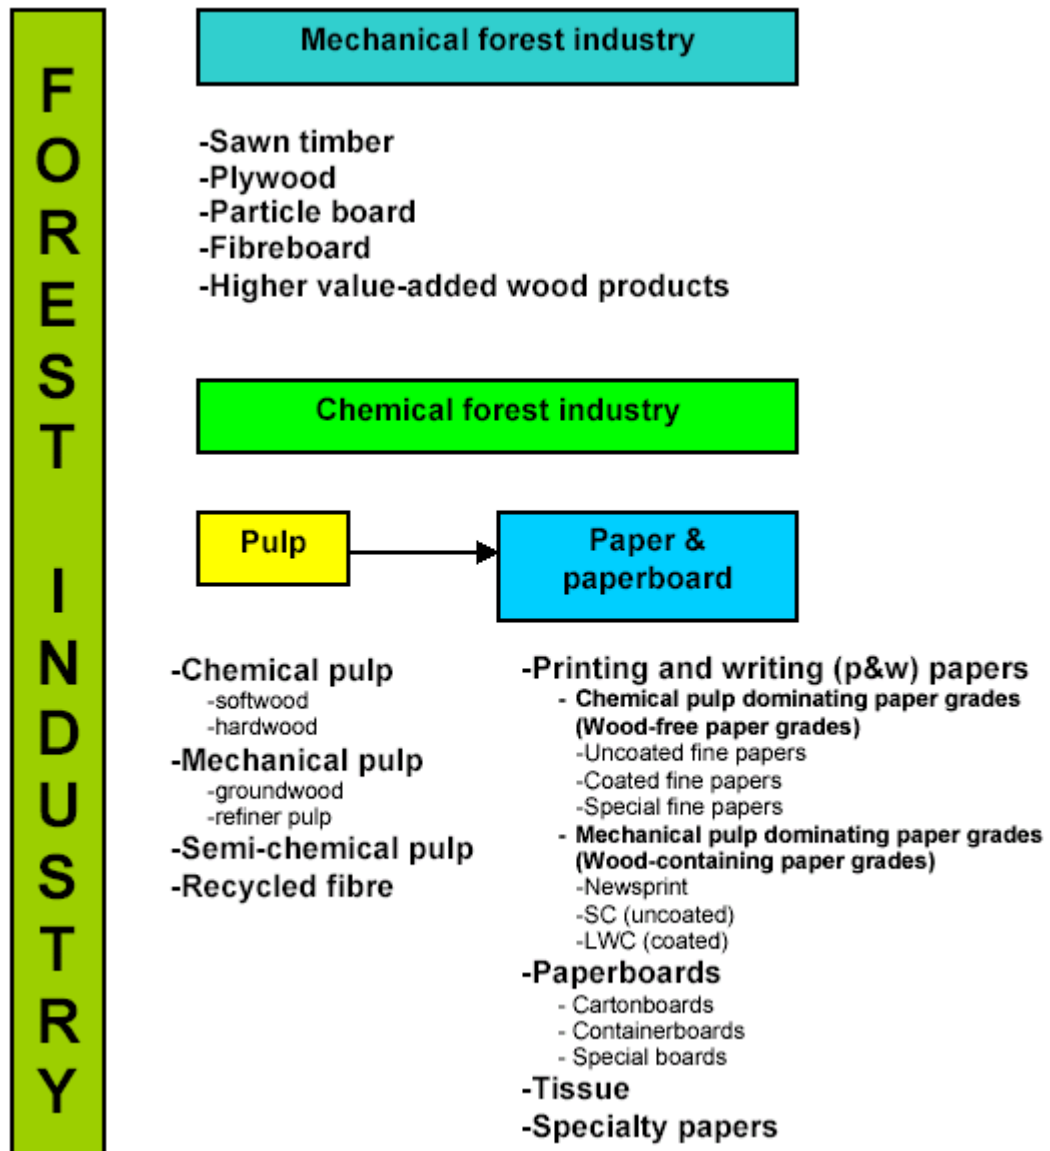 FOREST INDUSTRY
Mechanical forest industry
-Sawn timber
-Plywood
-Particle board
-Fibreboard
-Higher value-added wood products
Chemical forest industry
Pulp
Paper &
paperboard
-Chemical pulp
-softwood
-hardwood
-Mechanical pulp
-groundwood
-refiner pulp
-Semi-chemical pulp
-Recycled fibre
-Printing and writing (p&w) papers
- Chemical pulp dominating paper grades
(Wood-free paper grades)
-Uncoated fine papers
-Coated fine papers
-Special fine papers
- Mechanical pulp dominating paper grades
(Wood-containing paper grades)
-Newsprint
-SC (uncoated)
-LWC (coated)
-Paperboards
- Cartonboards
- Containerboards
- Special boards
-Tissue
-Specialty papers